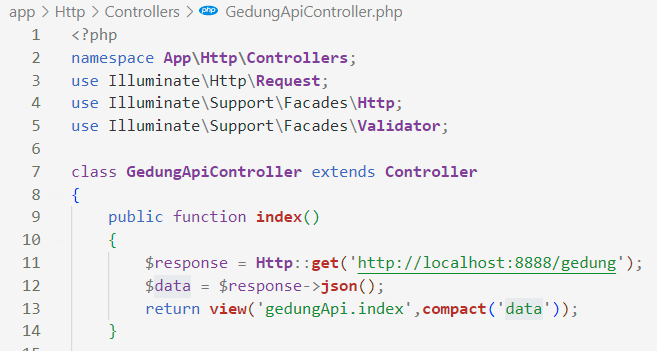 app > Http > Controllers > php GedungApiController.php
1 <?php
2 namespace App\Http\Controllers;
3 use Illuminate\Http\Request;
4 use Illuminate\Support\Facades\Http;
5 use Illuminate\Support\Facades\Validator;
6
7 class GedungApiController extends Controller
8 {
9     public function index()
10     {
11         $response = Http::get('http://localhost:8888/gedung');
12         $data = $response->json();
13         return view('gedungApi.index',compact('data'));
14     }